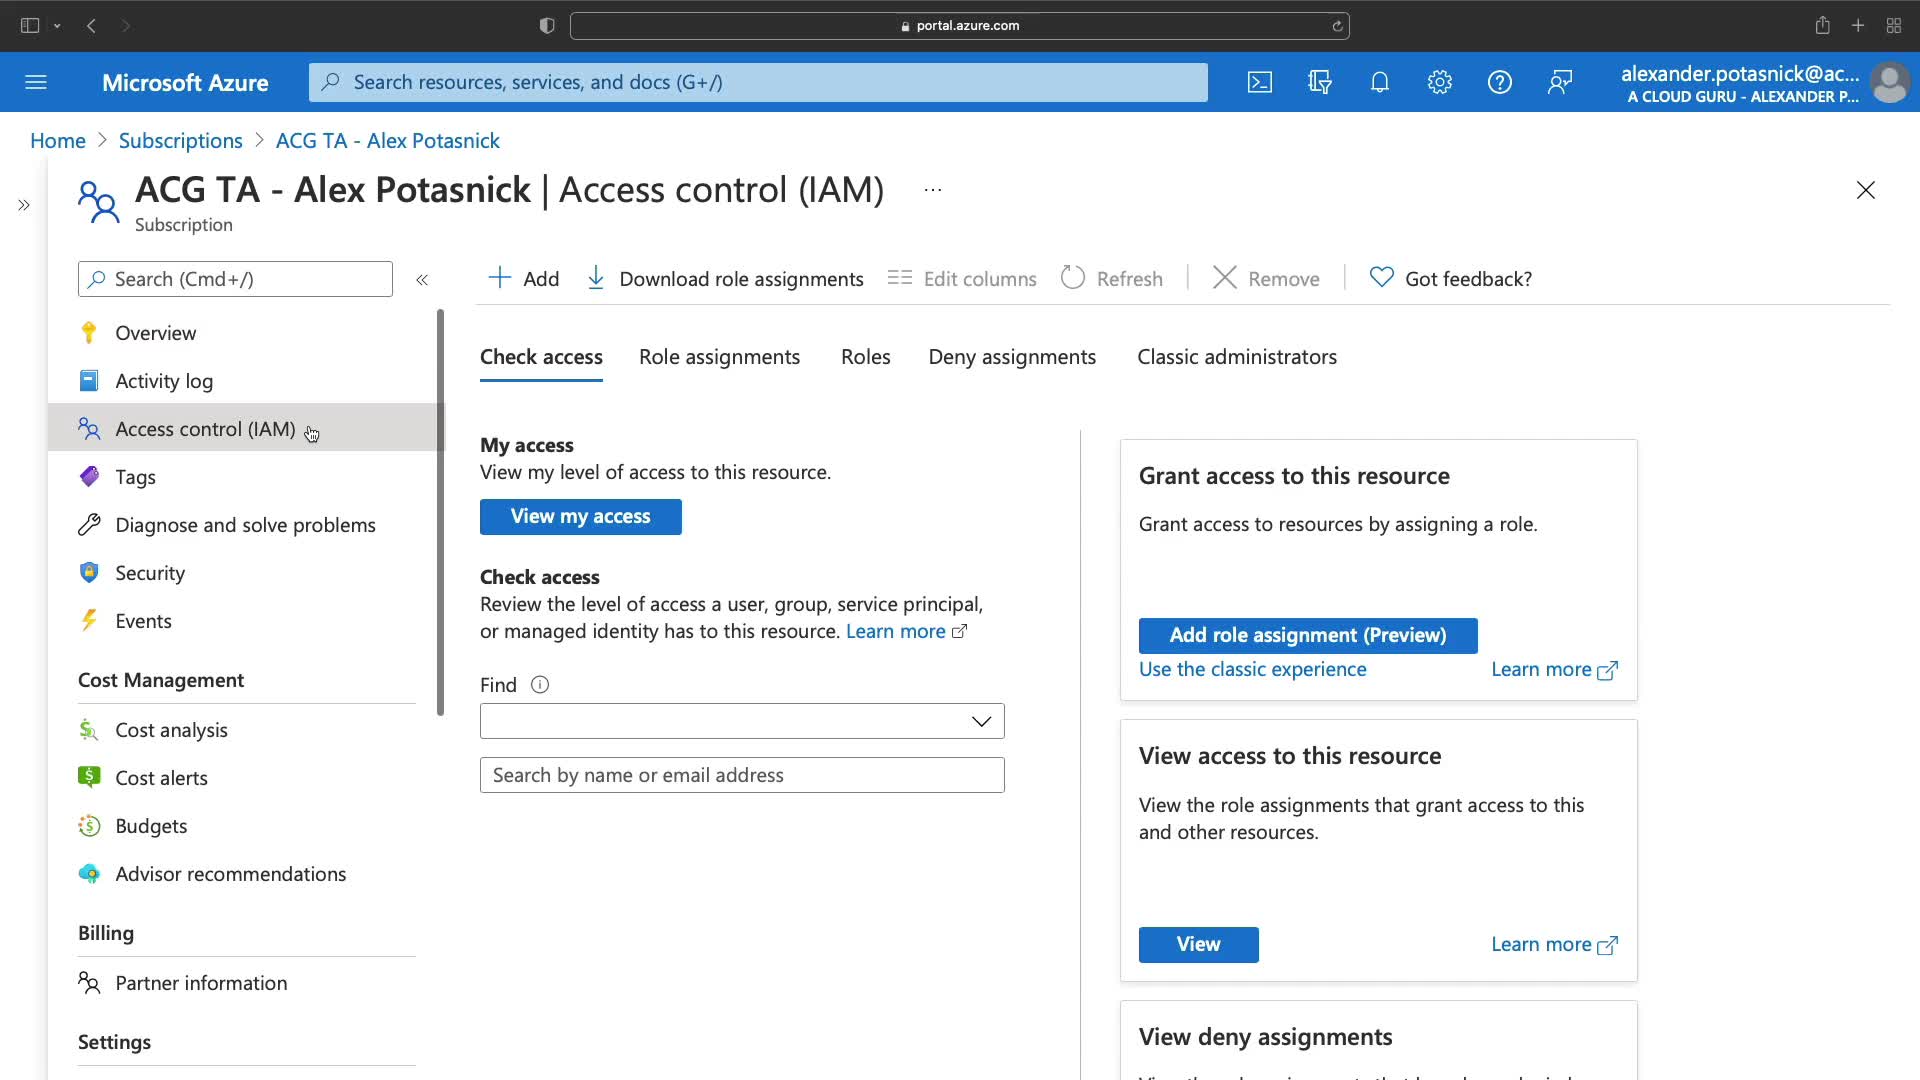 portal.azure.com
Microsoft Azure
Search resources, services, and docs (G+/)
alexander.potasnick@ac...
A CLOUD GURU - ALEXANDER P...
Home > Subscriptions > ACG TA - Alex Potasnick
ACG TA - Alex Potasnick | Access control (IAM) ...
Subscription
Search (Cmd+/)
Overview
Activity log
Access control (IAM)
Tags
Diagnose and solve problems
Security
Events
Cost Management
Cost analysis
Cost alerts
Budgets
Advisor recommendations
Billing
Partner information
Settings
Add
Download role assignments
Edit columns
Refresh
Remove
Got feedback?
Check access
Role assignments
Roles
Deny assignments
Classic administrators
My access
View my level of access to this resource.
View my access
Check access
Review the level of access a user, group, service principal,
or managed identity has to this resource. Learn more
Find
Search by name or email address
Grant access to this resource
Grant access to resources by assigning a role.
Add role assignment (Preview)
Use the classic experience
Learn more
View access to this resource
View the role assignments that grant access to this
and other resources.
View
Learn more
View deny assignments